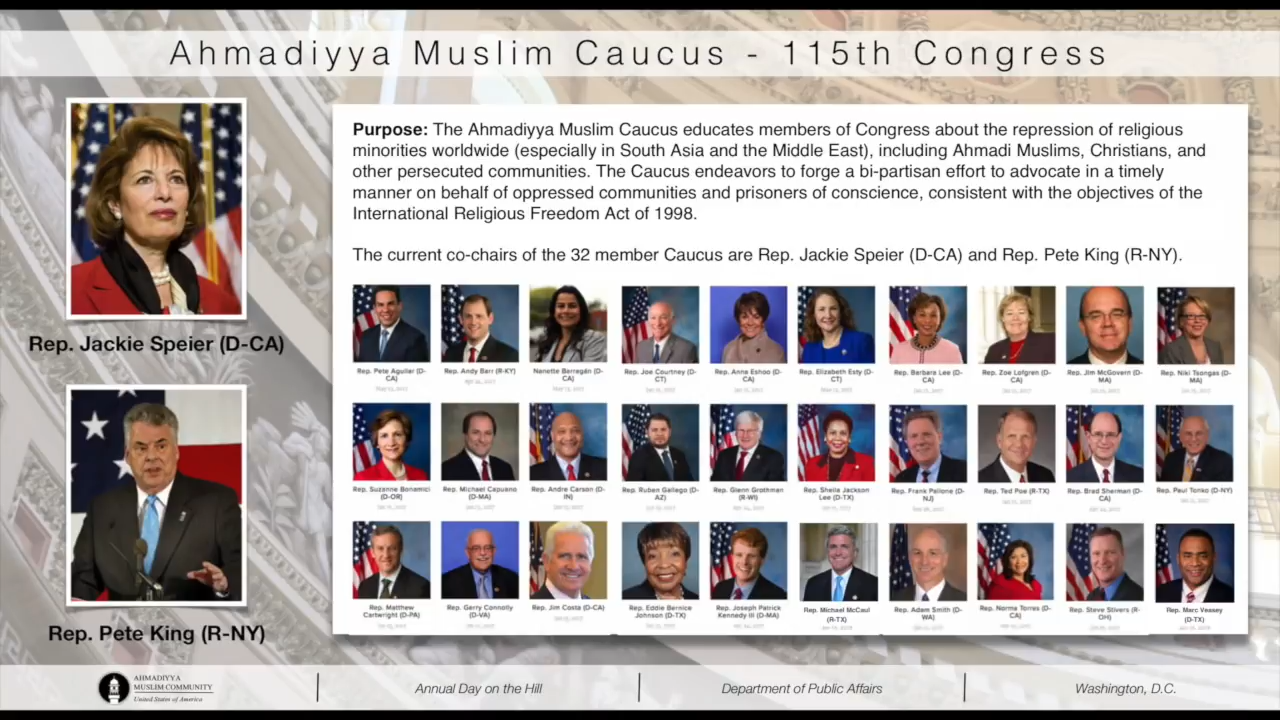 Ahmadiyya Muslim Caucus - 115th Congress
Rep. Jackie Speier (D-CA)
Rep. Pete King (R-NY)
Purpose: The Ahmadiyya Muslim Caucus educates members of Congress about the repression of religious
minorities worldwide (especially in South Asia and the Middle East), including Ahmadi Muslims, Christians, and
other persecuted communities. The Caucus endeavors to forge a bi-partisan effort to advocate in a timely
manner on behalf of oppressed communities and prisoners of conscience, consistent with the objectives of the
International Religious Freedom Act of 1998.
The current co-chairs of the 32 member Caucus are Rep. Jackie Speier (D-CA) and Rep. Pete King (R-NY).
Rep. Pete Aguilar (D-
CA)
Rep. Andy Barr (R-KY)
Nanette Barregán (D-
CA)
Rep. Joe Courtney (D-
CT)
Rep. Anna Eshoo (D-
CA)
Rep. Elizabeth Esty (D-
CT)
Rep. Barbara Lee (D-
CA)
Rep. Zoe Lofgren (D-
CA)
Rep. Jim McGovern (D-
MA)
Rep. Niki Tsongas (D-
MA)
Rep. Suzanne Bonamici
(D-OR)
Rep. Michael Capuano
(D-MA)
Rep. Andre Carson (D-
IN)
Rep. Ruben Gallego (D-
AZ)
Rep. Glenn Grothman
(R-WI)
Rep. Sheila Jackson
Lee (D-TX)
Rep. Frank Pallone (D-
NJ)
Rep. Ted Poe (R-TX)
Rep. Brad Sherman (D-
CA)
Rep. Paul Tonko (D-NY)
Rep. Matthew
Cartwright (D-PA)
Rep. Gerry Connolly
(D-VA)
Rep. Jim Costa (D-CA)
Rep. Eddie Bernice
Johnson (D-TX)
Rep. Joseph Patrick
Kennedy III (D-MA)
Rep. Michael McCaul
(R-TX)
Rep. Adam Smith (D-
WA)
Rep. Norma Torres (D-
CA)
Rep. Steve Stivers (R-
OH)
Rep. Marc Veasey
(D-TX)
AHMADIYYA
MUSLIM COMMUNITY
United States of America
Annual Day on the Hill
Department of Public Affairs
Washington, D.C.